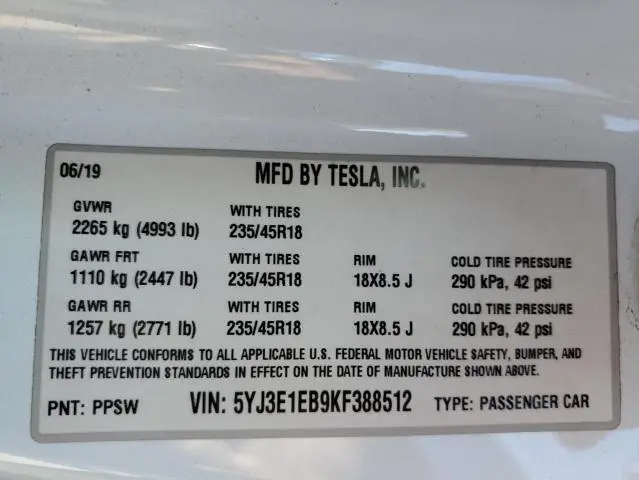 06/19 MFD BY TESLA, INC.
GVWR WITH TIRES
2265 kg (4993 lb) 235/45R18
GAWR FRT WITH TIRES RIM COLD TIRE PRESSURE
1110 kg (2447 lb) 235/45R18 18X8.5 J 290 kPa, 42 psi
GAWR RR WITH TIRES RIM COLD TIRE PRESSURE
1257 kg (2771 lb) 235/45R18 18X8.5 J 290 kPa, 42 psi
THIS VEHICLE CONFORMS TO ALL APPLICABLE U.S. FEDERAL MOTOR VEHICLE SAFETY, BUMPER, AND
THEFT PREVENTION STANDARDS IN EFFECT ON THE DATE OF MANUFACTURE SHOWN ABOVE.
PNT: PPSW VIN: 5YJ3E1EB9KF388512 TYPE: PASSENGER CAR